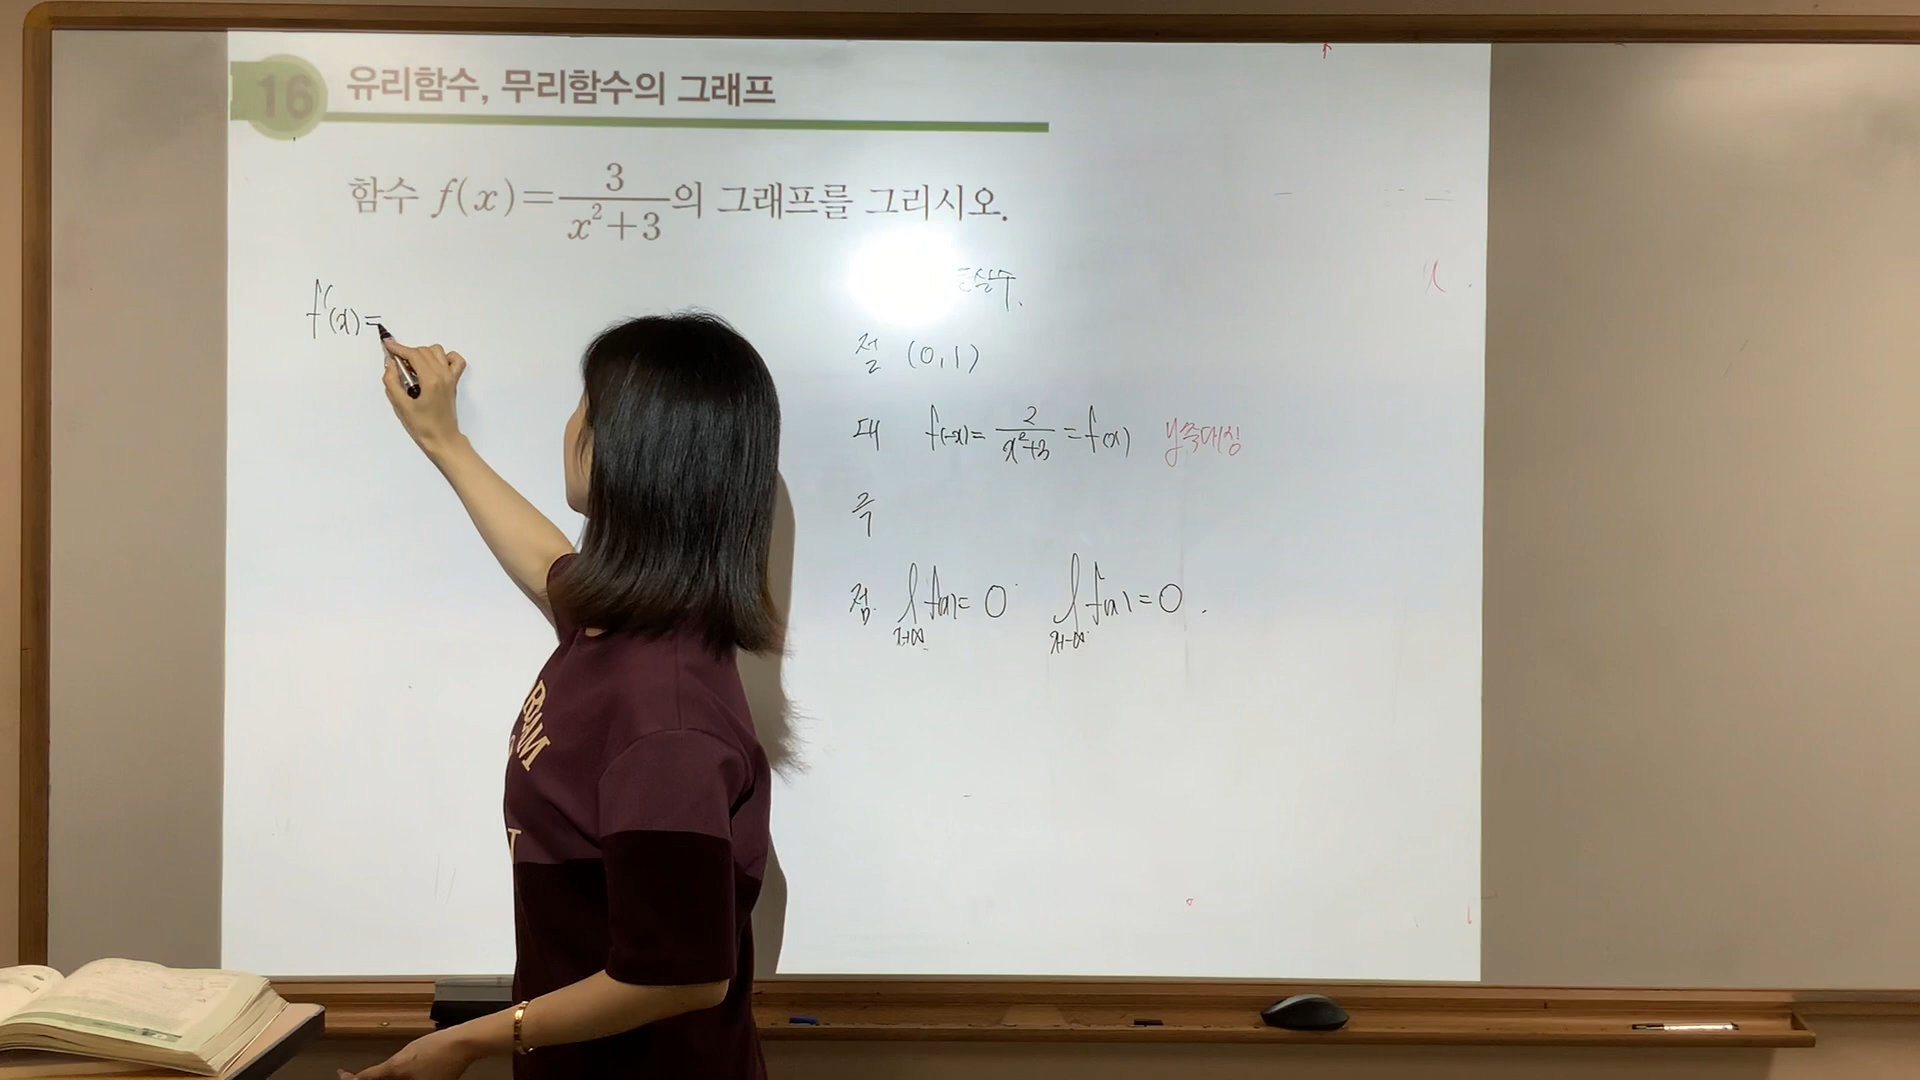 16 유리함수, 무리함수의 그래프
함수 f(x)=3/(x²+3)의 그래프를 그리시오.
f'(x)=
절 (0,1)
대 f(-x)=2/(x²+3)=f(x) y축대칭
극
점. lim x→∞ f(x)=0 lim x→-∞ f(x)=0.